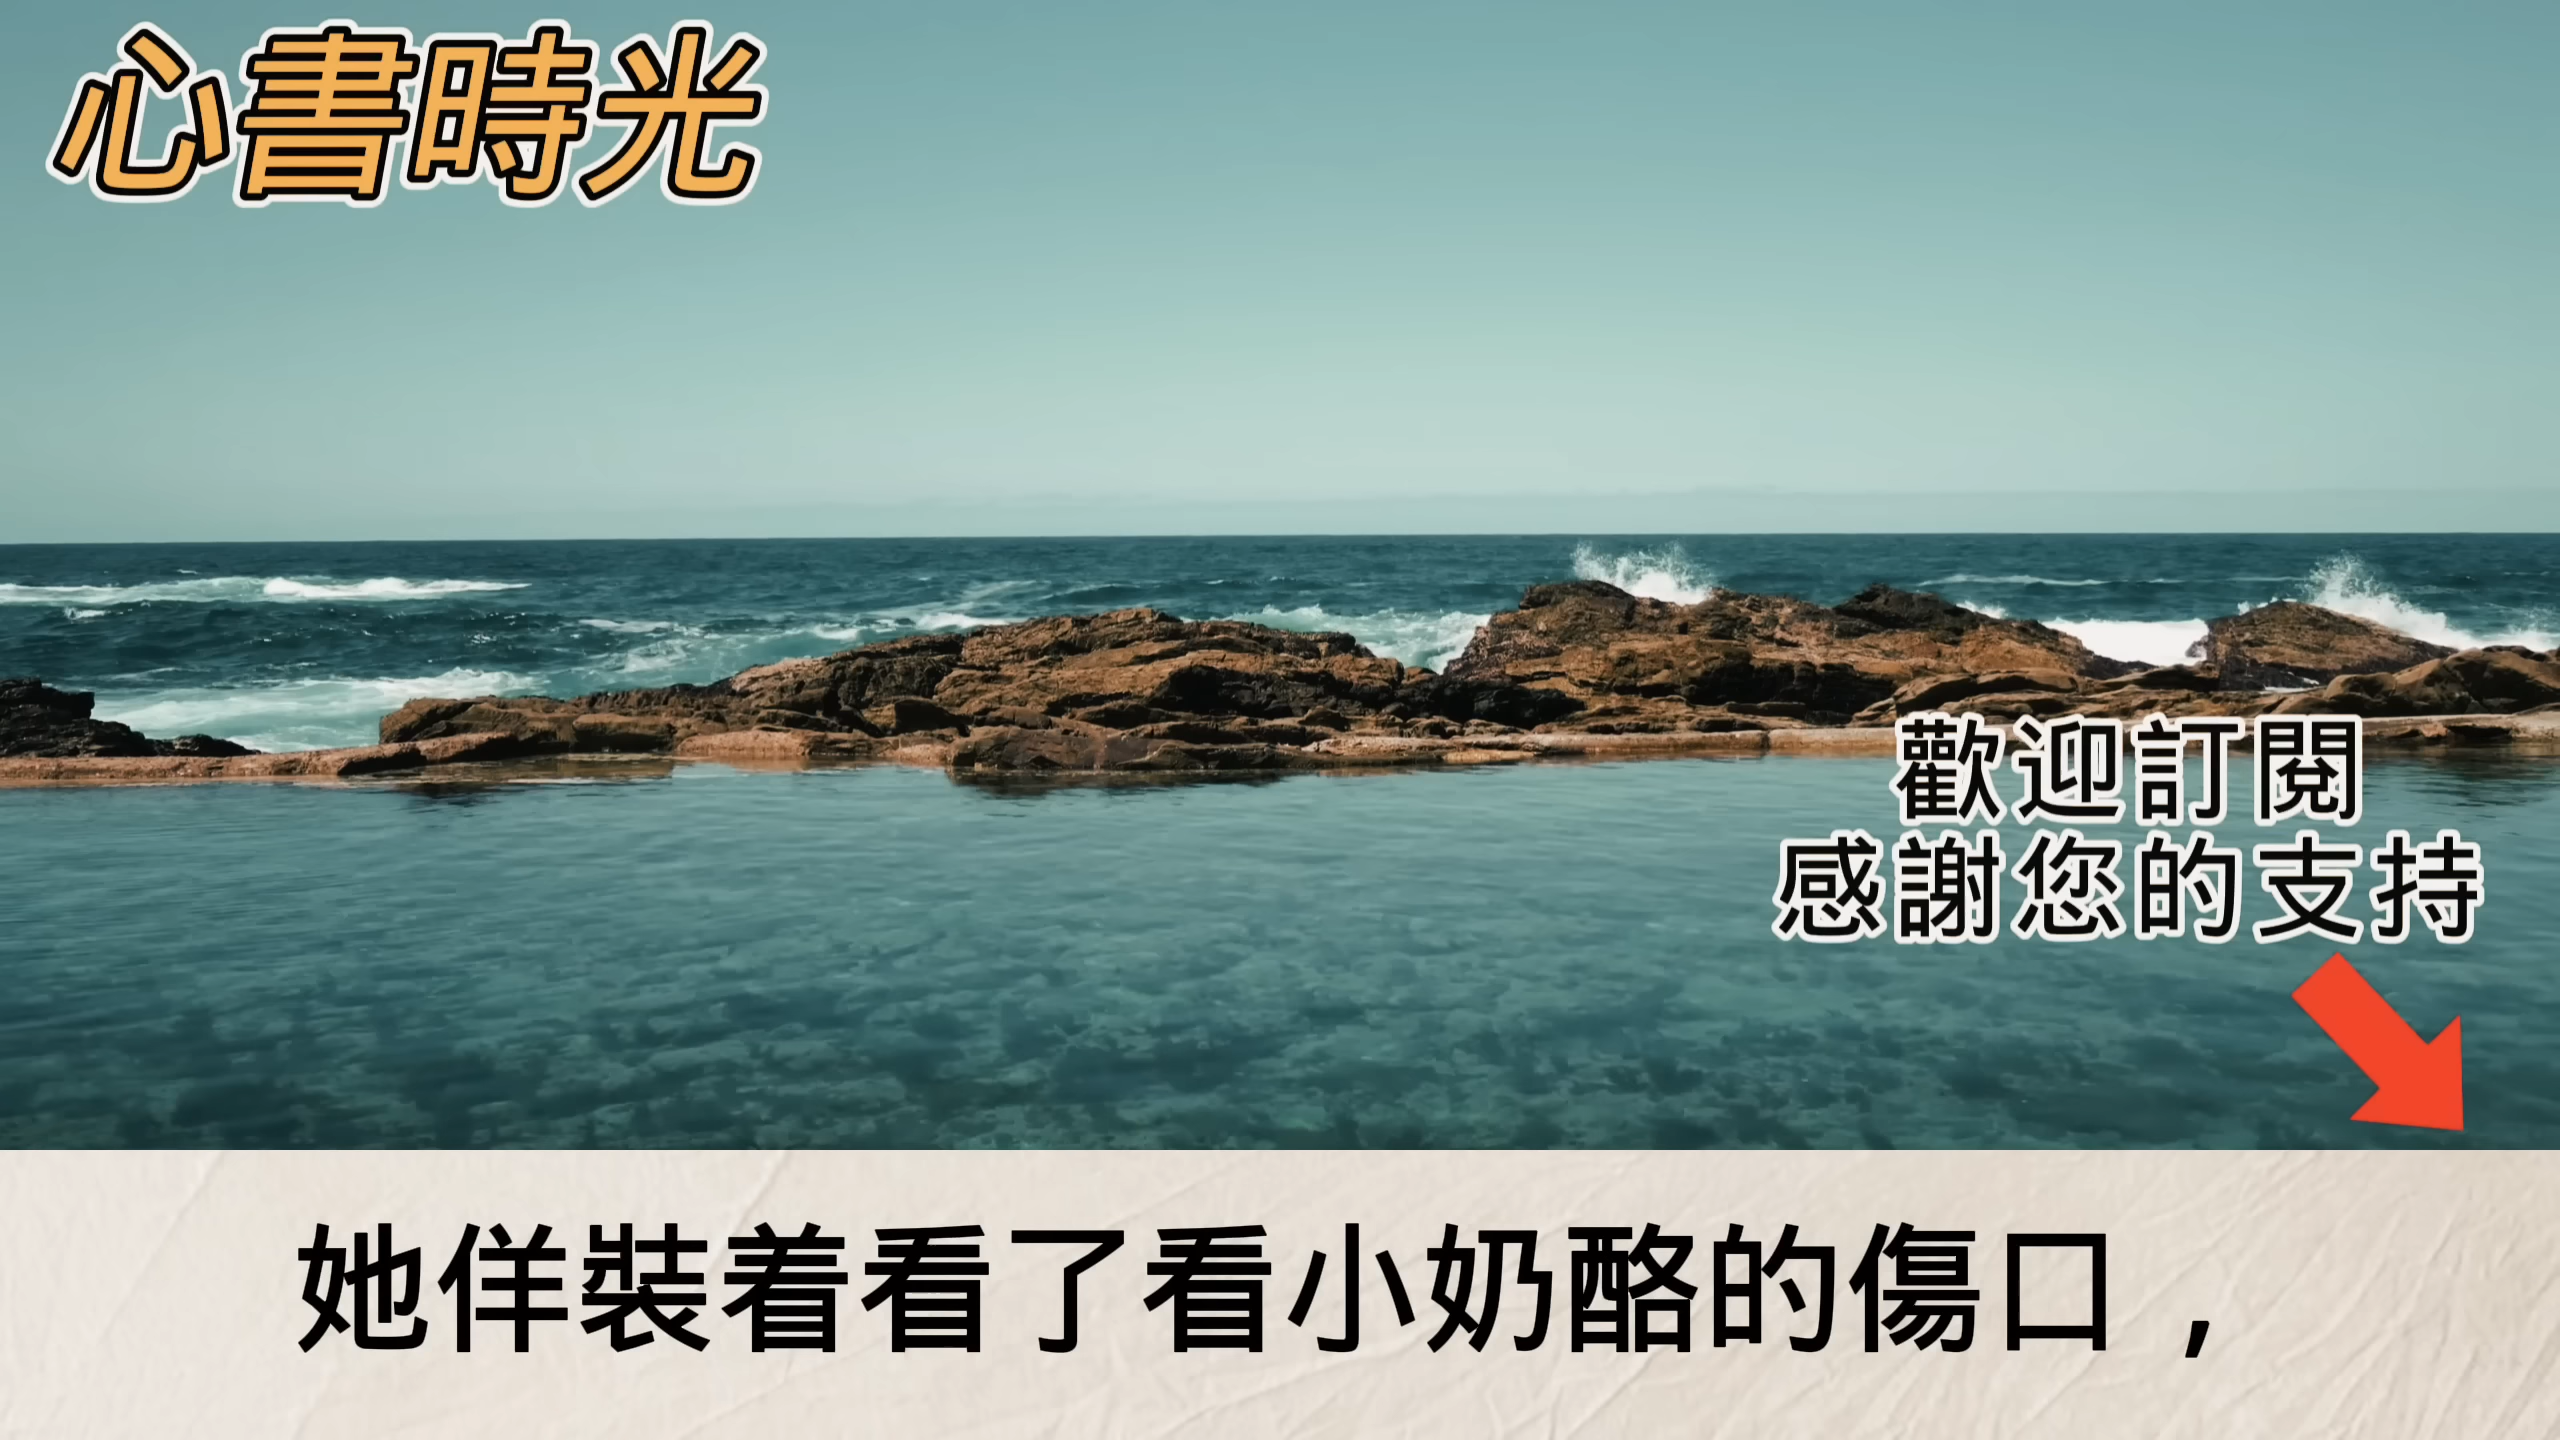 心書時光
歡迎訂閱
感謝您的支持
她佯裝着看了看小奶酪的傷口，